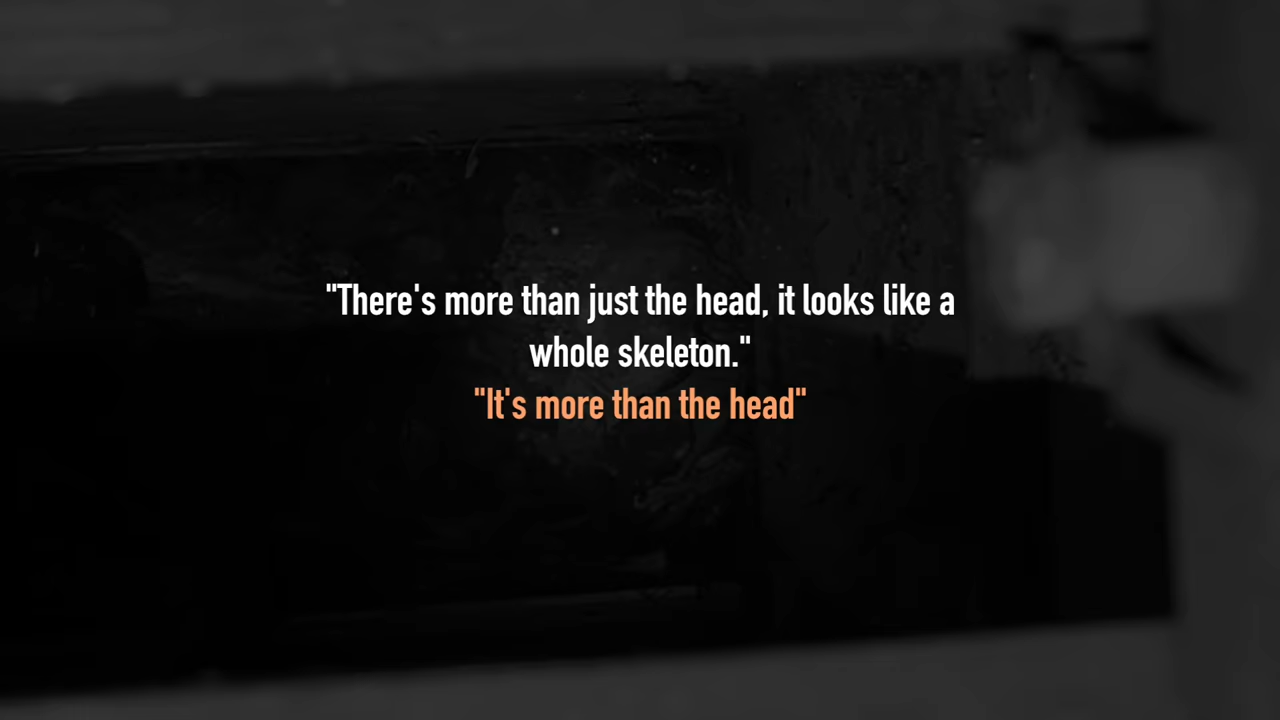 "There's more than just the head, it looks like a
whole skeleton."
"It's more than the head"